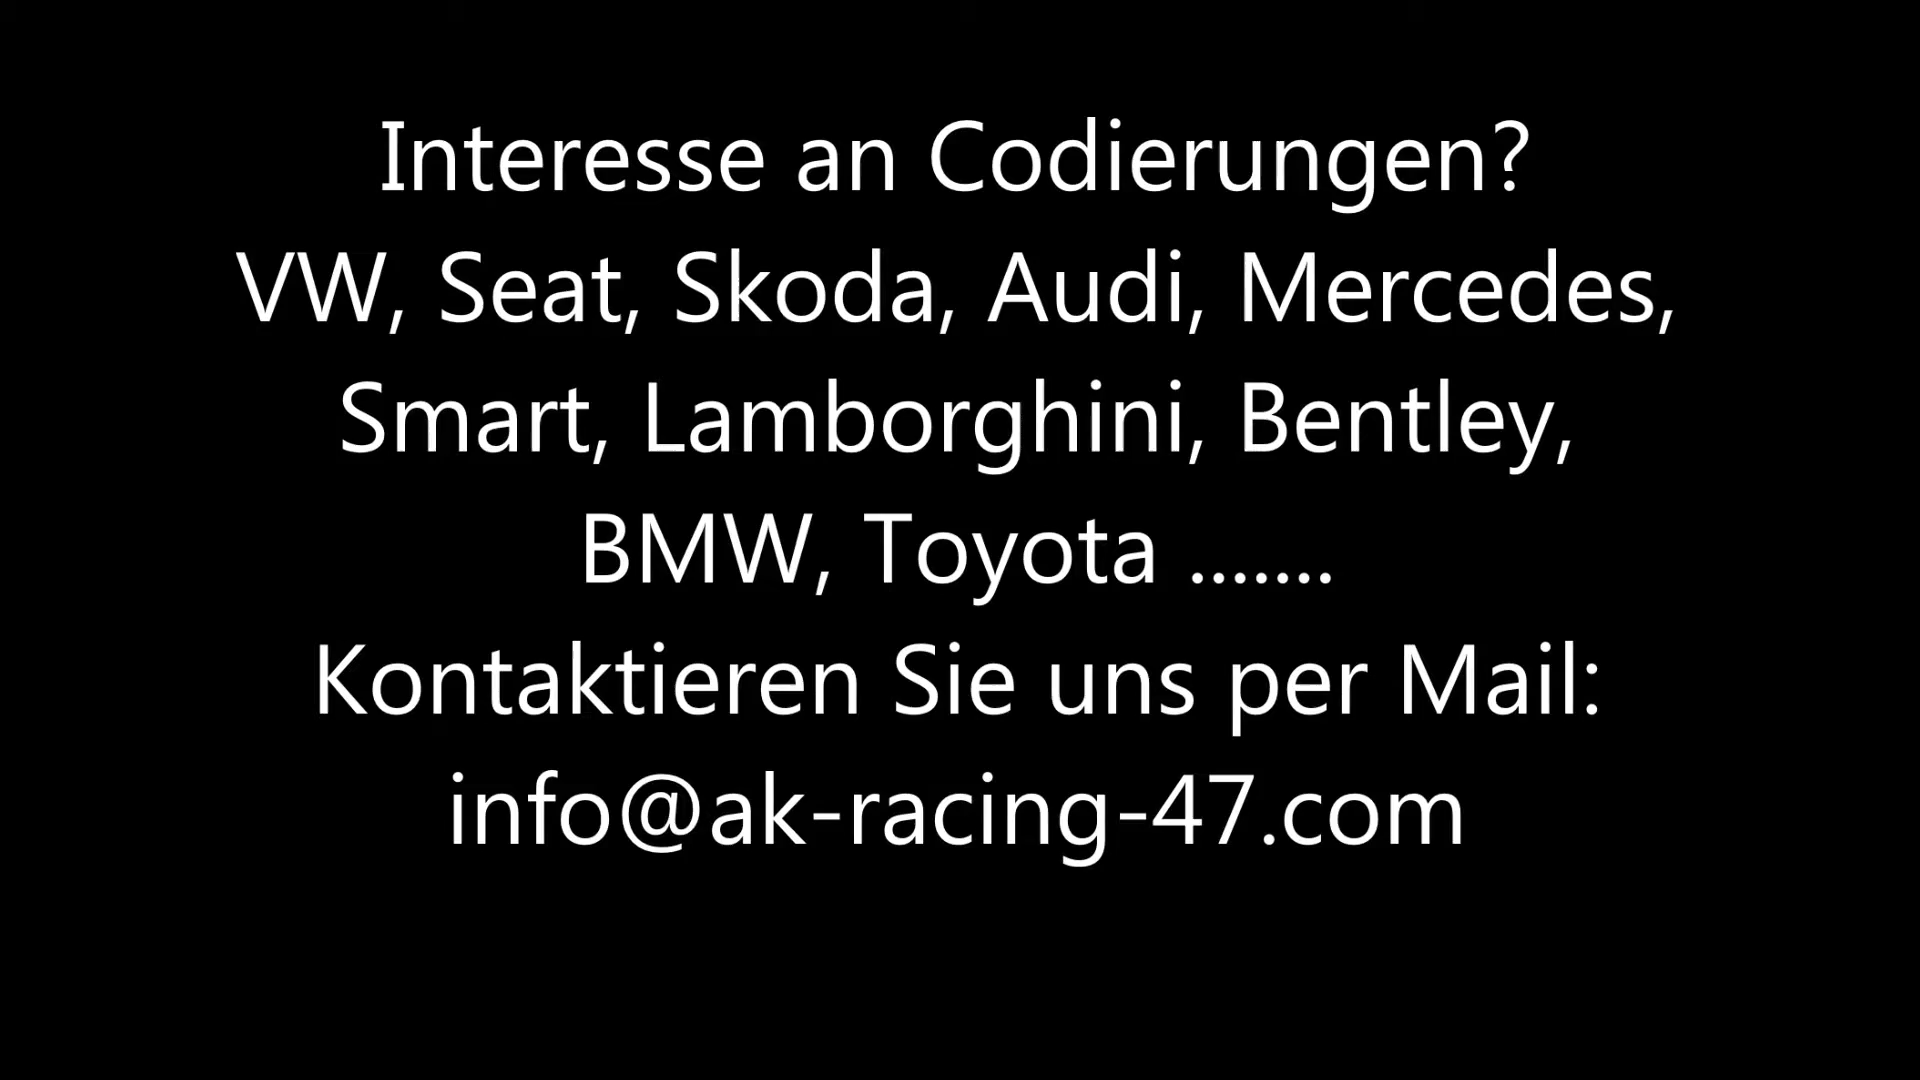 Interesse an Codierungen?
VW, Seat, Skoda, Audi, Mercedes,
Smart, Lamborghini, Bentley,
BMW, Toyota .......
Kontaktieren Sie uns per Mail:
info@ak-racing-47.com